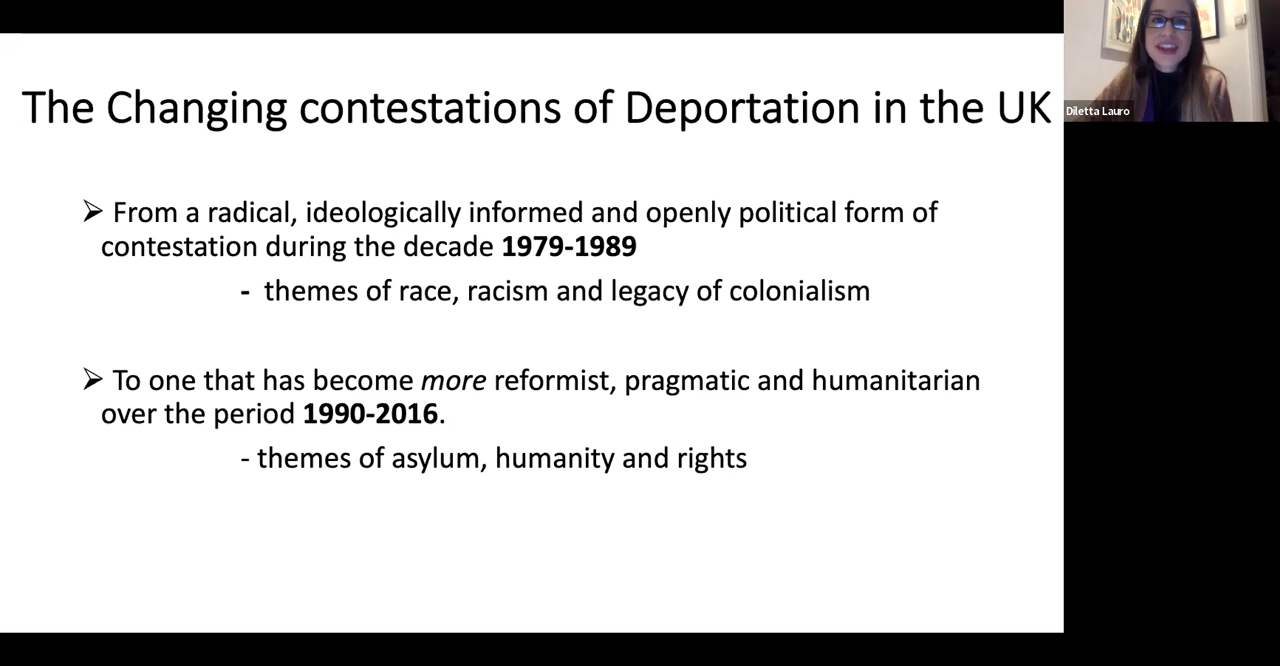 The Changing contestations of Deportation in the UK
Diletta Lauro
➢ From a radical, ideologically informed and openly political form of
contestation during the decade 1979-1989
- themes of race, racism and legacy of colonialism
➢ To one that has become more reformist, pragmatic and humanitarian
over the period 1990-2016.
- themes of asylum, humanity and rights